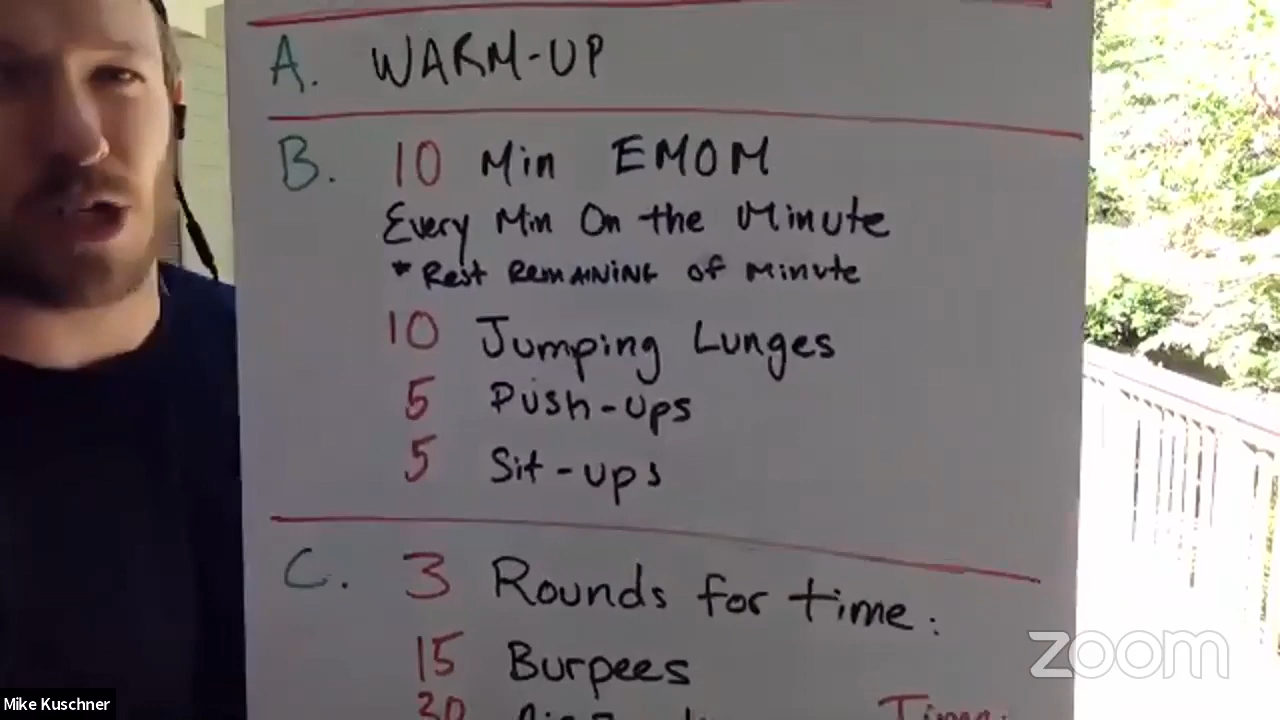 A. WARM-UP
B. 10 Min EMOM
Every Min On the Minute
* Rest REMAINING of minute
10 Jumping Lunges
5 Push-ups
5 Sit-ups
C. 3 Rounds for time:
15 Burpees
30
zoom
Mike Kuschner